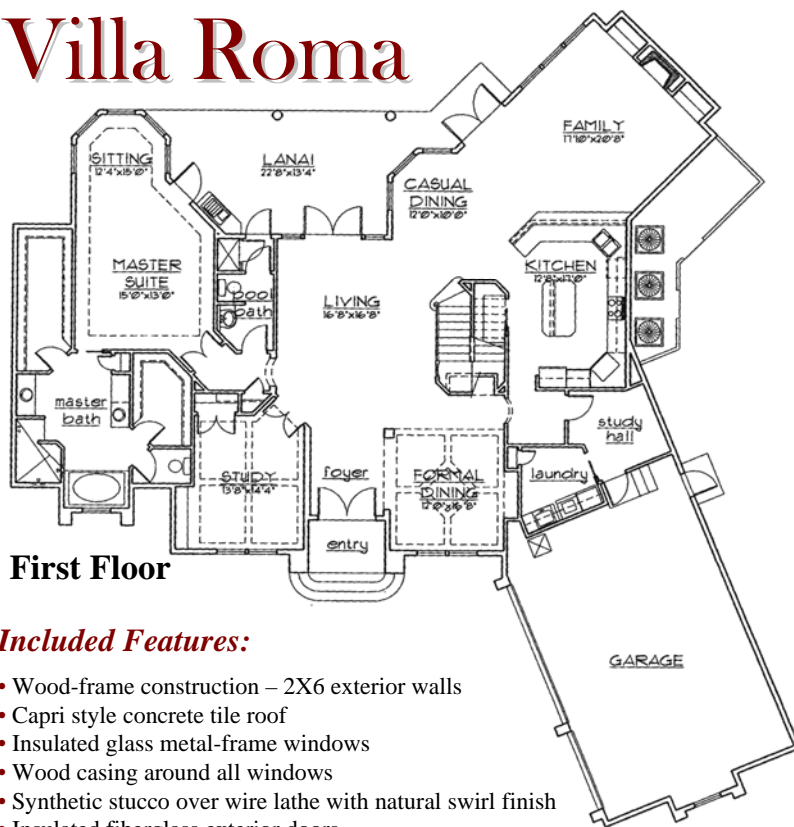 Villa Roma
FAMILY
17'10"x20'8"
SITTING
12'4"x15'0"
LANAI
22'8"x13'4"
CASUAL
DINING
12'0"x10'0"
MASTER
SUITE
15'0"x13'0"
KITCHEN
12'8"x17'0"
pool
bath
LIVING
16'8"x16'8"
master
bath
study
hall
STUDY
13'8"x14'4"
foyer
FORMAL
DINING
12'0"x16'8"
laundry
entry
First Floor
GARAGE
Included Features:
• Wood-frame construction – 2X6 exterior walls
• Capri style concrete tile roof
• Insulated glass metal-frame windows
• Wood casing around all windows
• Synthetic stucco over wire lathe with natural swirl finish
• Insulated fiberglass exterior doors